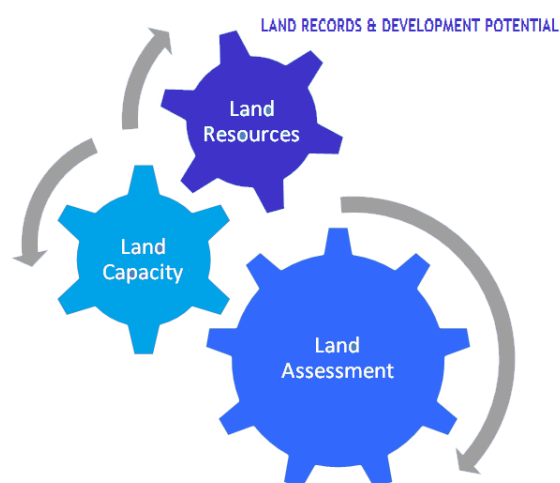 LAND RECORDS & DEVELOPMENT POTENTIAL
Land
Resources
Land
Capacity
Land
Assessment